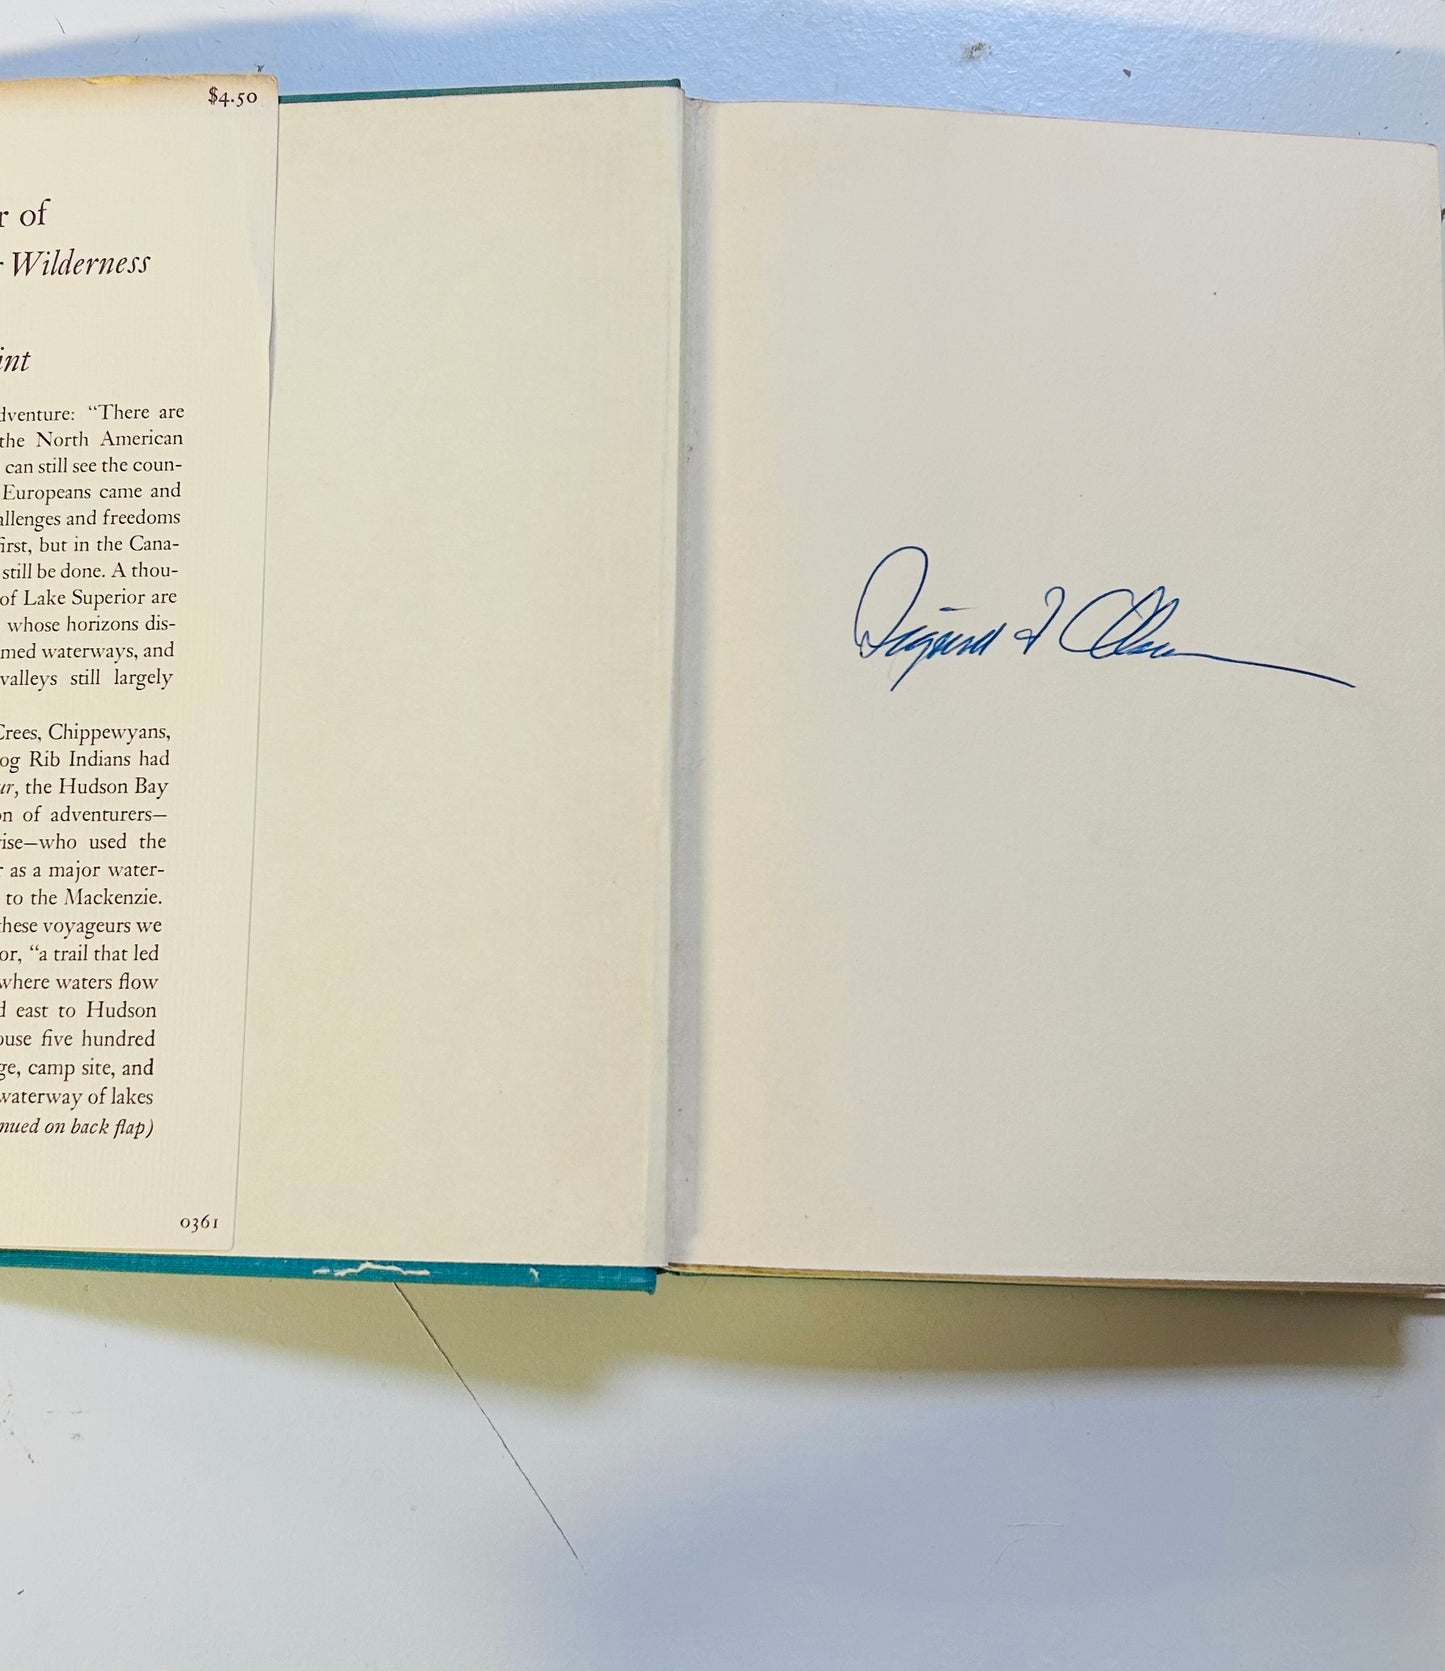 $4.50
r of
r Wilderness
int
dventure: “There are
the North American
can still see the coun-
Europeans came and
allenges and freedoms
first, but in the Cana-
still be done. A thou-
of Lake Superior are
whose horizons dis-
med waterways, and
valleys still largely
Crees, Chippewyans,
og Rib Indians had
ur, the Hudson Bay
on of adventurers—
ise—who used the
r as a major water-
to the Mackenzie.
these voyageurs we
or, “a trail that led
where waters flow
d east to Hudson
ouse five hundred
ge, camp site, and
waterway of lakes
nued on back flap)
0361
Sigurd F Olson